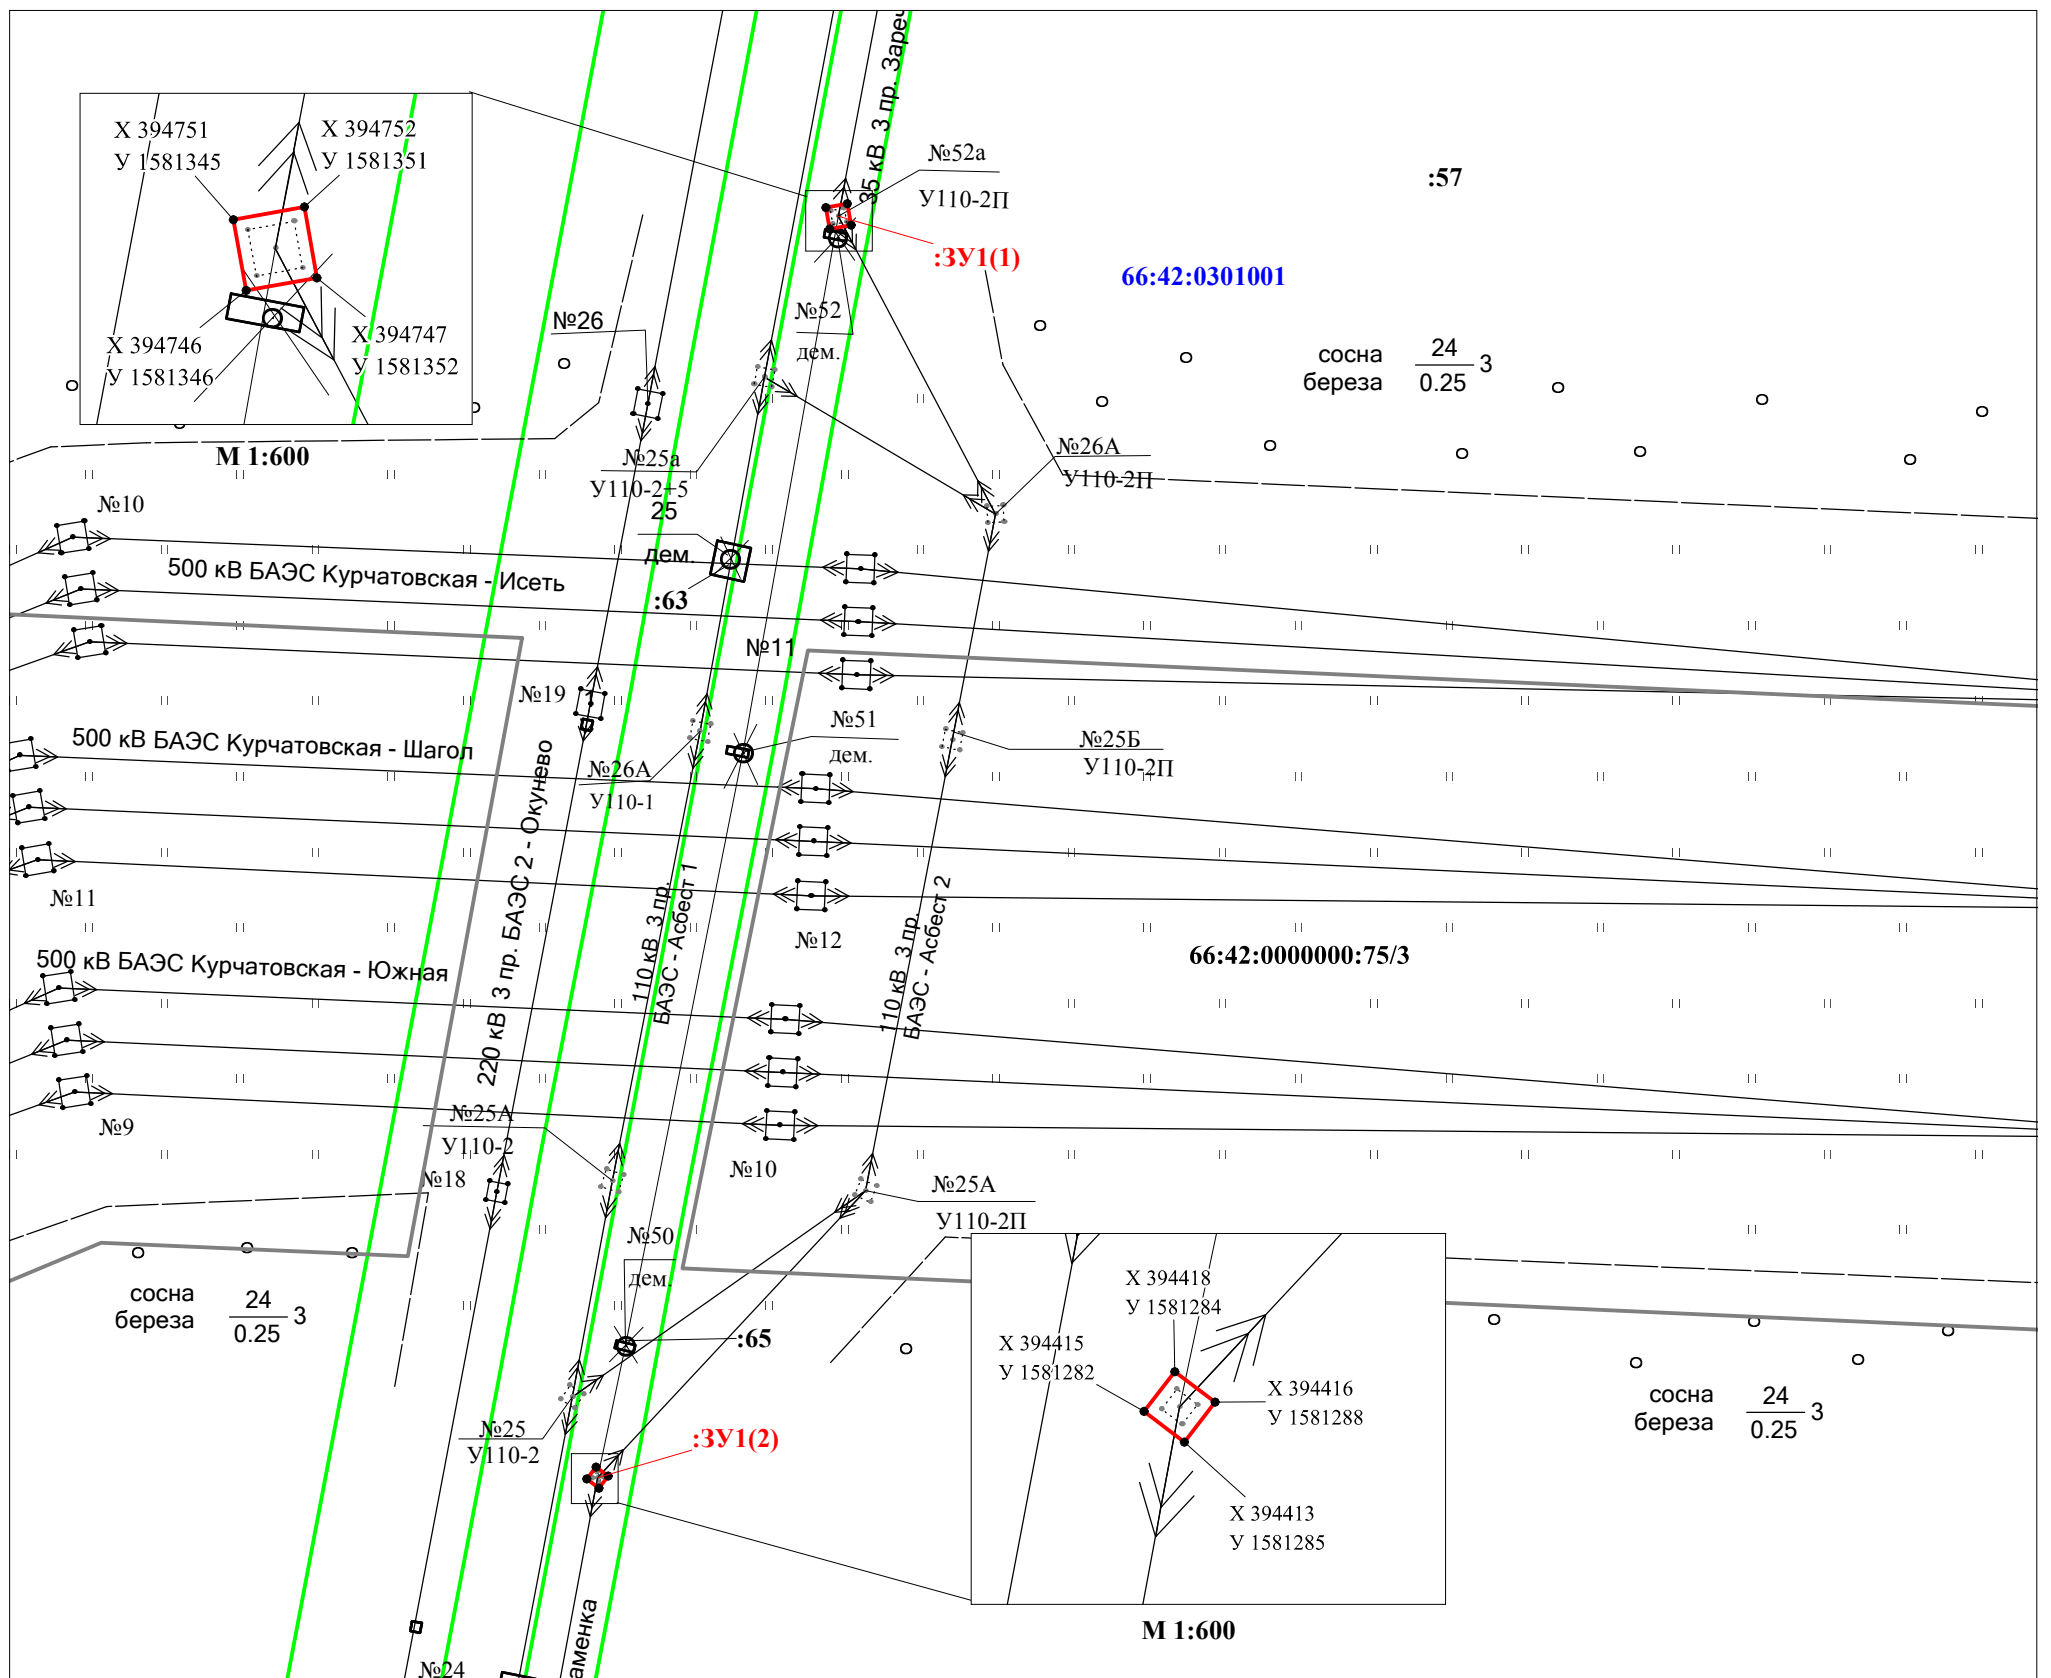 35 кВ 3 пр. Заре
Х 394751
У 1581345
Х 394752
У 1581351
Х 394746
У 1581346
Х 394747
У 1581352
М 1:600
№52а
У110-2П
:ЗУ1(1)
:57
66:42:0301001
№52
дем.
№26
сосна
береза
24
0.25
3
№25а
У110-2+5
№26А
У110-2П
25
дем.
:63
№10
500 кВ БАЭС Курчатовская - Исеть
№11
№19
№51
дем.
№25Б
У110-2П
500 кВ БАЭС Курчатовская - Шагол
№26А
У110-1
220 кВ 3 пр. БАЭС 2 - Окунево
110 кВ 3 пр.
БАЭС - Асбест 1
110 кВ 3 пр.
БАЭС - Асбест 2
№11
№12
66:42:0000000:75/3
500 кВ БАЭС Курчатовская - Южная
№9
№25А
У110-2
№18
№10
№25А
У110-2П
№50
дем.
:65
сосна
береза
24
0.25
3
Х 394418
У 1581284
Х 394415
У 1581282
Х 394416
У 1581288
Х 394413
У 1581285
М 1:600
сосна
береза
24
0.25
3
№25
У110-2
:ЗУ1(2)
аменка
№24